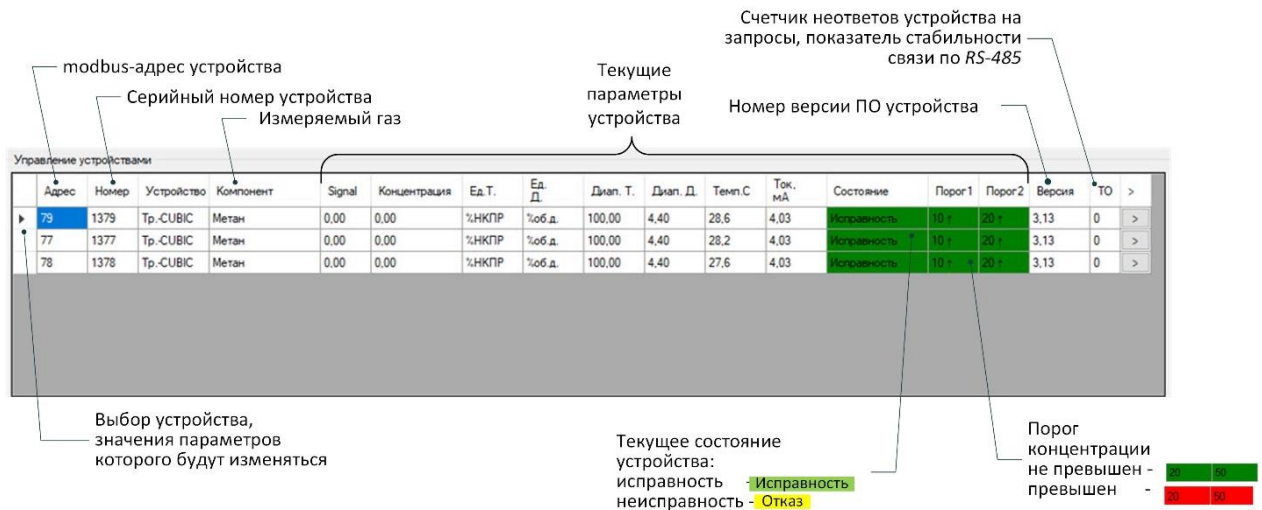 Счетчик неответов устройства на
запросы, показатель стабильности
связи по RS-485
modbus-адрес устройства
Текущие
параметры
устройства
Серийный номер устройства
Номер версии ПО устройства
Измеряемый газ
Управление устройствами
Адрес Номер Устройство Компонент Signal Концентрация Ед.Т. Ед. Д. Диап. Т. Диап. Д. Темп.С Ток, мА Состояние Порог1 Порог2 Версия ТО >
79 1379 Тр.-CUBIC Метан 0,00 0,00 %НКПР %об.д. 100,00 4,40 28,6 4,03 Исправность 10 ↑ 20 ↑ 3,13 0 >
77 1377 Тр.-CUBIC Метан 0,00 0,00 %НКПР %об.д. 100,00 4,40 28,2 4,03 Исправность 10 ↑ 20 ↑ 3,13 0 >
78 1378 Тр.-CUBIC Метан 0,00 0,00 %НКПР %об.д. 100,00 4,40 27,6 4,03 Исправность 10 ↑ 20 ↑ 3,13 0 >
Выбор устройства,
значения параметров
которого будут изменяться
Текущее состояние
устройства:
исправность - Исправность
неисправность - Отказ
Порог
концентрации
не превышен - 20 50
превышен - 20 50